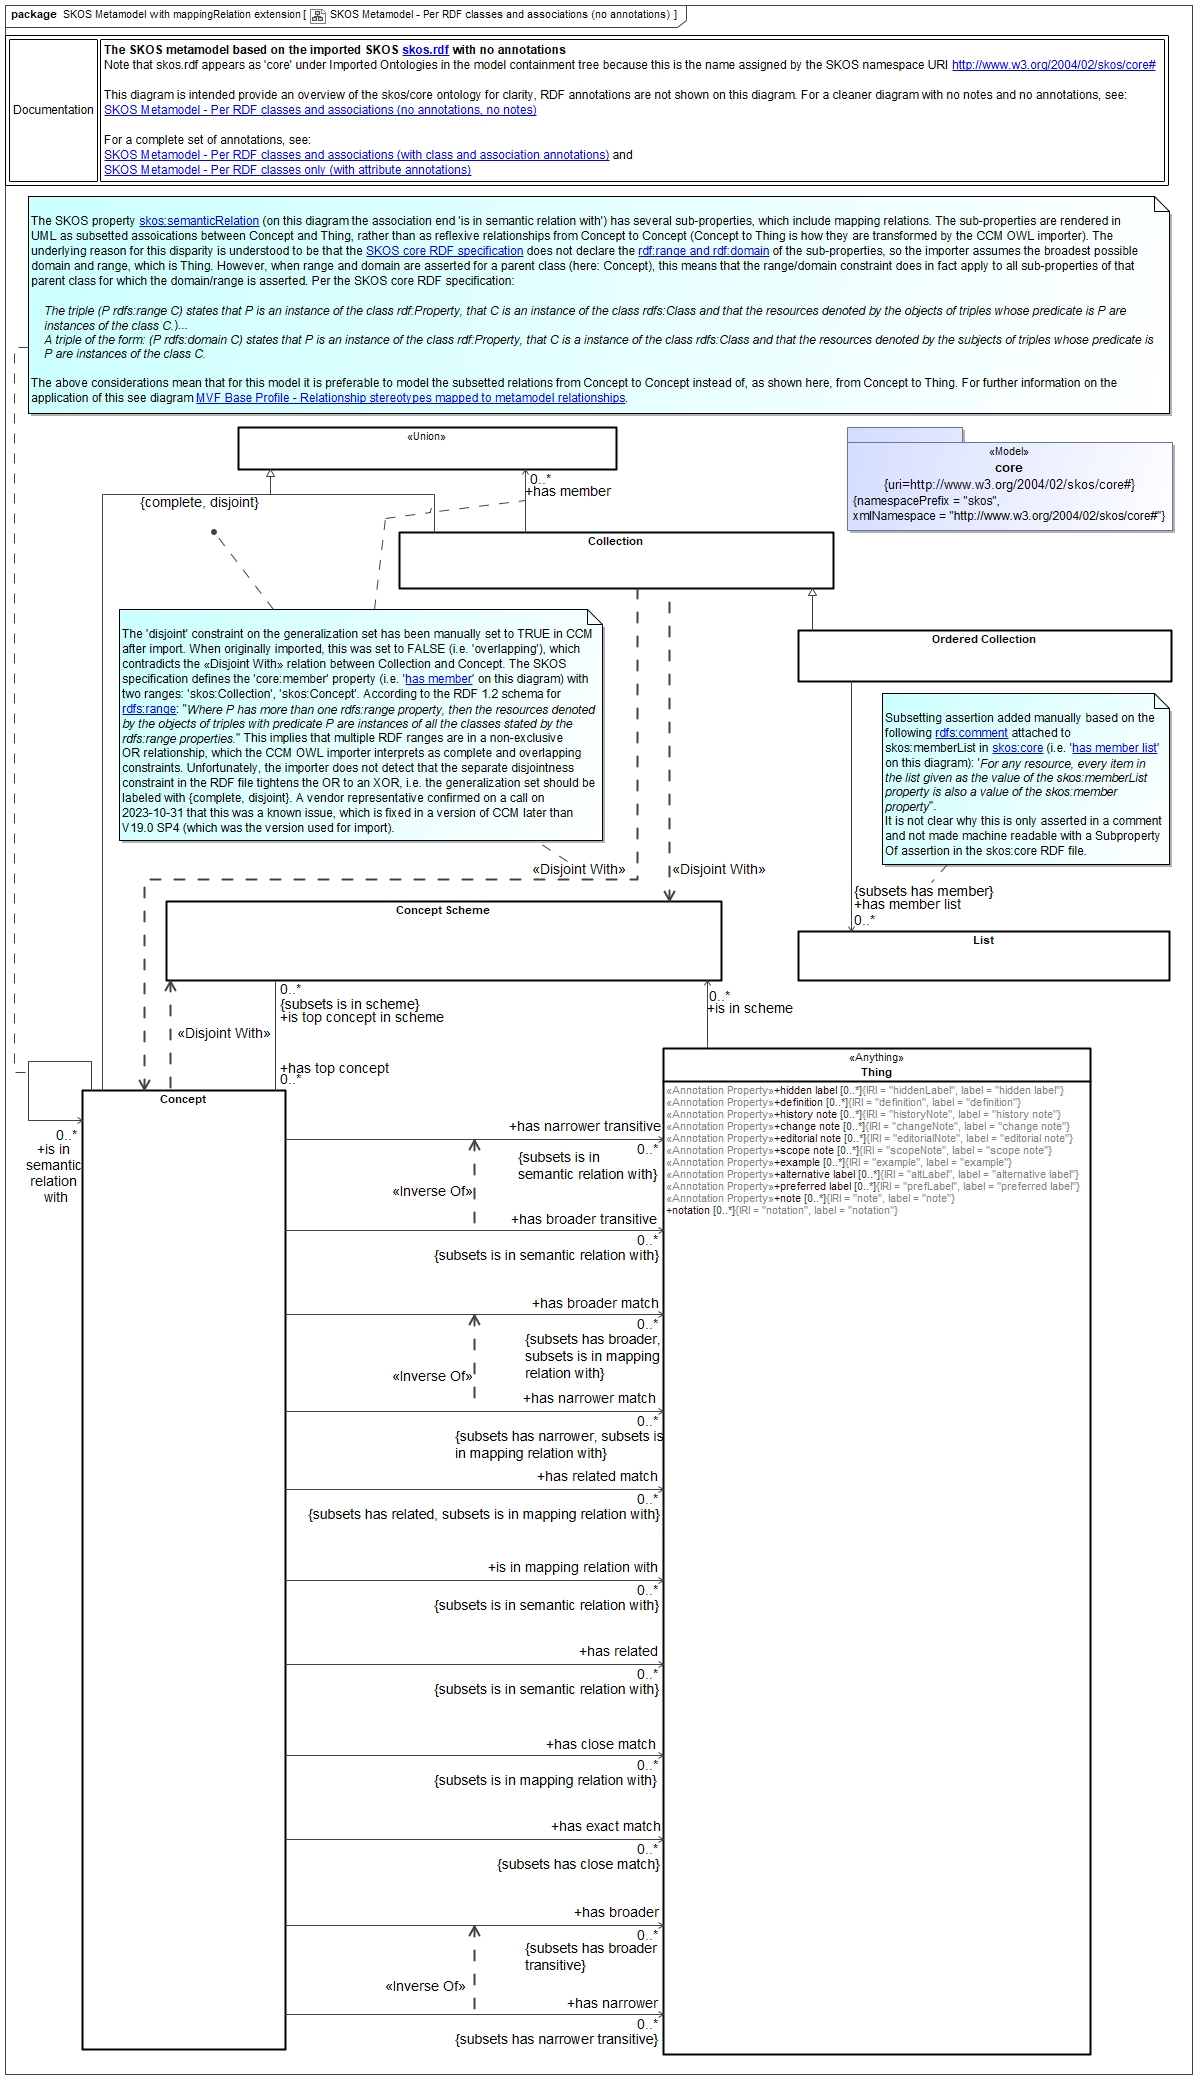 package SKOS Metamodel with mappingRelation extension [ SKOS Metamodel - Per RDF classes and associations (no annotations) ]
Documentation
The SKOS metamodel based on the imported SKOS skos.rdf with no annotations
Note that skos.rdf appears as 'core' under Imported Ontologies in the model containment tree because this is the name assigned by the SKOS namespace URI http://www.w3.org/2004/02/skos/core#
This diagram is intended provide an overview of the skos/core ontology for clarity, RDF annotations are not shown on this diagram. For a cleaner diagram with no notes and no annotations, see:
SKOS Metamodel - Per RDF classes and associations (no annotations, no notes)
For a complete set of annotations, see:
SKOS Metamodel - Per RDF classes and associations (with class and association annotations) and
SKOS Metamodel - Per RDF classes only (with attribute annotations)
The SKOS property skos:semanticRelation (on this diagram the association end 'is in semantic relation with') has several sub-properties, which include mapping relations. The sub-properties are rendered in
UML as subsetted assoications between Concept and Thing, rather than as reflexive relationships from Concept to Concept (Concept to Thing is how they are transformed by the CCM OWL importer). The
underlying reason for this disparity is understood to be that the SKOS core RDF specification does not declare the rdf:range and rdf:domain of the sub-properties, so the importer assumes the broadest possible
domain and range, which is Thing. However, when range and domain are asserted for a parent class (here: Concept), this means that the range/domain constraint does in fact apply to all sub-properties of that
parent class for which the domain/range is asserted. Per the SKOS core RDF specification:
The triple (P rdfs:range C) states that P is an instance of the class rdf:Property, that C is an instance of the class rdfs:Class and that the resources denoted by the objects of triples whose predicate is P are
instances of the class C.)...
A triple of the form: (P rdfs:domain C) states that P is an instance of the class rdf:Property, that C is a instance of the class rdfs:Class and that the resources denoted by the subjects of triples whose predicate is
P are instances of the class C.
The above considerations mean that for this model it is preferable to model the subsetted relations from Concept to Concept instead of, as shown here, from Concept to Thing. For further information on the
application of this see diagram MVF Base Profile - Relationship stereotypes mapped to metamodel relationships.
«Union»
0..*
+has member
{complete, disjoint}
«Model»
core
{uri=http://www.w3.org/2004/02/skos/core#}
{namespacePrefix = "skos",
xmlNamespace = "http://www.w3.org/2004/02/skos/core#"}
Collection
Ordered Collection
The 'disjoint' constraint on the generalization set has been manually set to TRUE in CCM
after import. When originally imported, this was set to FALSE (i.e. 'overlapping'), which
contradicts the «Disjoint With» relation between Collection and Concept. The SKOS
specification defines the 'core:member' property (i.e. 'has member' on this diagram) with
two ranges: 'skos:Collection', 'skos:Concept'. According to the RDF 1.2 schema for
rdfs:range: "Where P has more than one rdfs:range property, then the resources denoted
by the objects of triples with predicate P are instances of all the classes stated by the
rdfs:range properties." This implies that multiple RDF ranges are in a non-exclusive
OR relationship, which the CCM OWL importer interprets as complete and overlapping
constraints. Unfortunately, the importer does not detect that the separate disjointness
constraint in the RDF file tightens the OR to an XOR, i.e. the generalization set should be
labeled with {complete, disjoint}. A vendor representative confirmed on a call on
2023-10-31 that this was a known issue, which is fixed in a version of CCM later than
V19.0 SP4 (which was the version used for import).
Subsetting assertion added manually based on the
following rdfs:comment attached to
skos:memberList in skos:core (i.e. 'has member list'
on this diagram): 'For any resource, every item in
the list given as the value of the skos:memberList
property is also a value of the skos:member
property".
It is not clear why this is only asserted in a comment
and not made machine readable with a Subproperty
Of assertion in the skos:core RDF file.
«Disjoint With»
«Disjoint With»
{subsets has member}
+has member list
0..*
Concept Scheme
List
0..*
{subsets is in scheme}
+is top concept in scheme
0..*
+is in scheme
«Disjoint With»
+has top concept
0..*
Concept
0..*
+is in
semantic
relation
with
«Anything»
Thing
«Annotation Property»+hidden label [0..*]{IRI = "hiddenLabel", label = "hidden label"}
«Annotation Property»+definition [0..*]{IRI = "definition", label = "definition"}
«Annotation Property»+history note [0..*]{IRI = "historyNote", label = "history note"}
«Annotation Property»+change note [0..*]{IRI = "changeNote", label = "change note"}
«Annotation Property»+editorial note [0..*]{IRI = "editorialNote", label = "editorial note"}
«Annotation Property»+scope note [0..*]{IRI = "scopeNote", label = "scope note"}
«Annotation Property»+example [0..*]{IRI = "example", label = "example"}
«Annotation Property»+alternative label [0..*]{IRI = "altLabel", label = "alternative label"}
«Annotation Property»+preferred label [0..*]{IRI = "prefLabel", label = "preferred label"}
«Annotation Property»+note [0..*]{IRI = "note", label = "note"}
+notation [0..*]{IRI = "notation", label = "notation"}
+has narrower transitive
0..*
{subsets is in
semantic relation with}
«Inverse Of»
+has broader transitive
0..*
{subsets is in semantic relation with}
+has broader match
0..*
{subsets has broader,
subsets is in mapping
relation with}
«Inverse Of»
+has narrower match
0..*
{subsets has narrower, subsets is
in mapping relation with}
+has related match
0..*
{subsets has related, subsets is in mapping relation with}
+is in mapping relation with
0..*
{subsets is in semantic relation with}
+has related
0..*
{subsets is in semantic relation with}
+has close match
0..*
{subsets is in mapping relation with}
+has exact match
0..*
{subsets has close match}
+has broader
0..*
{subsets has broader
transitive}
«Inverse Of»
+has narrower
0..*
{subsets has narrower transitive}